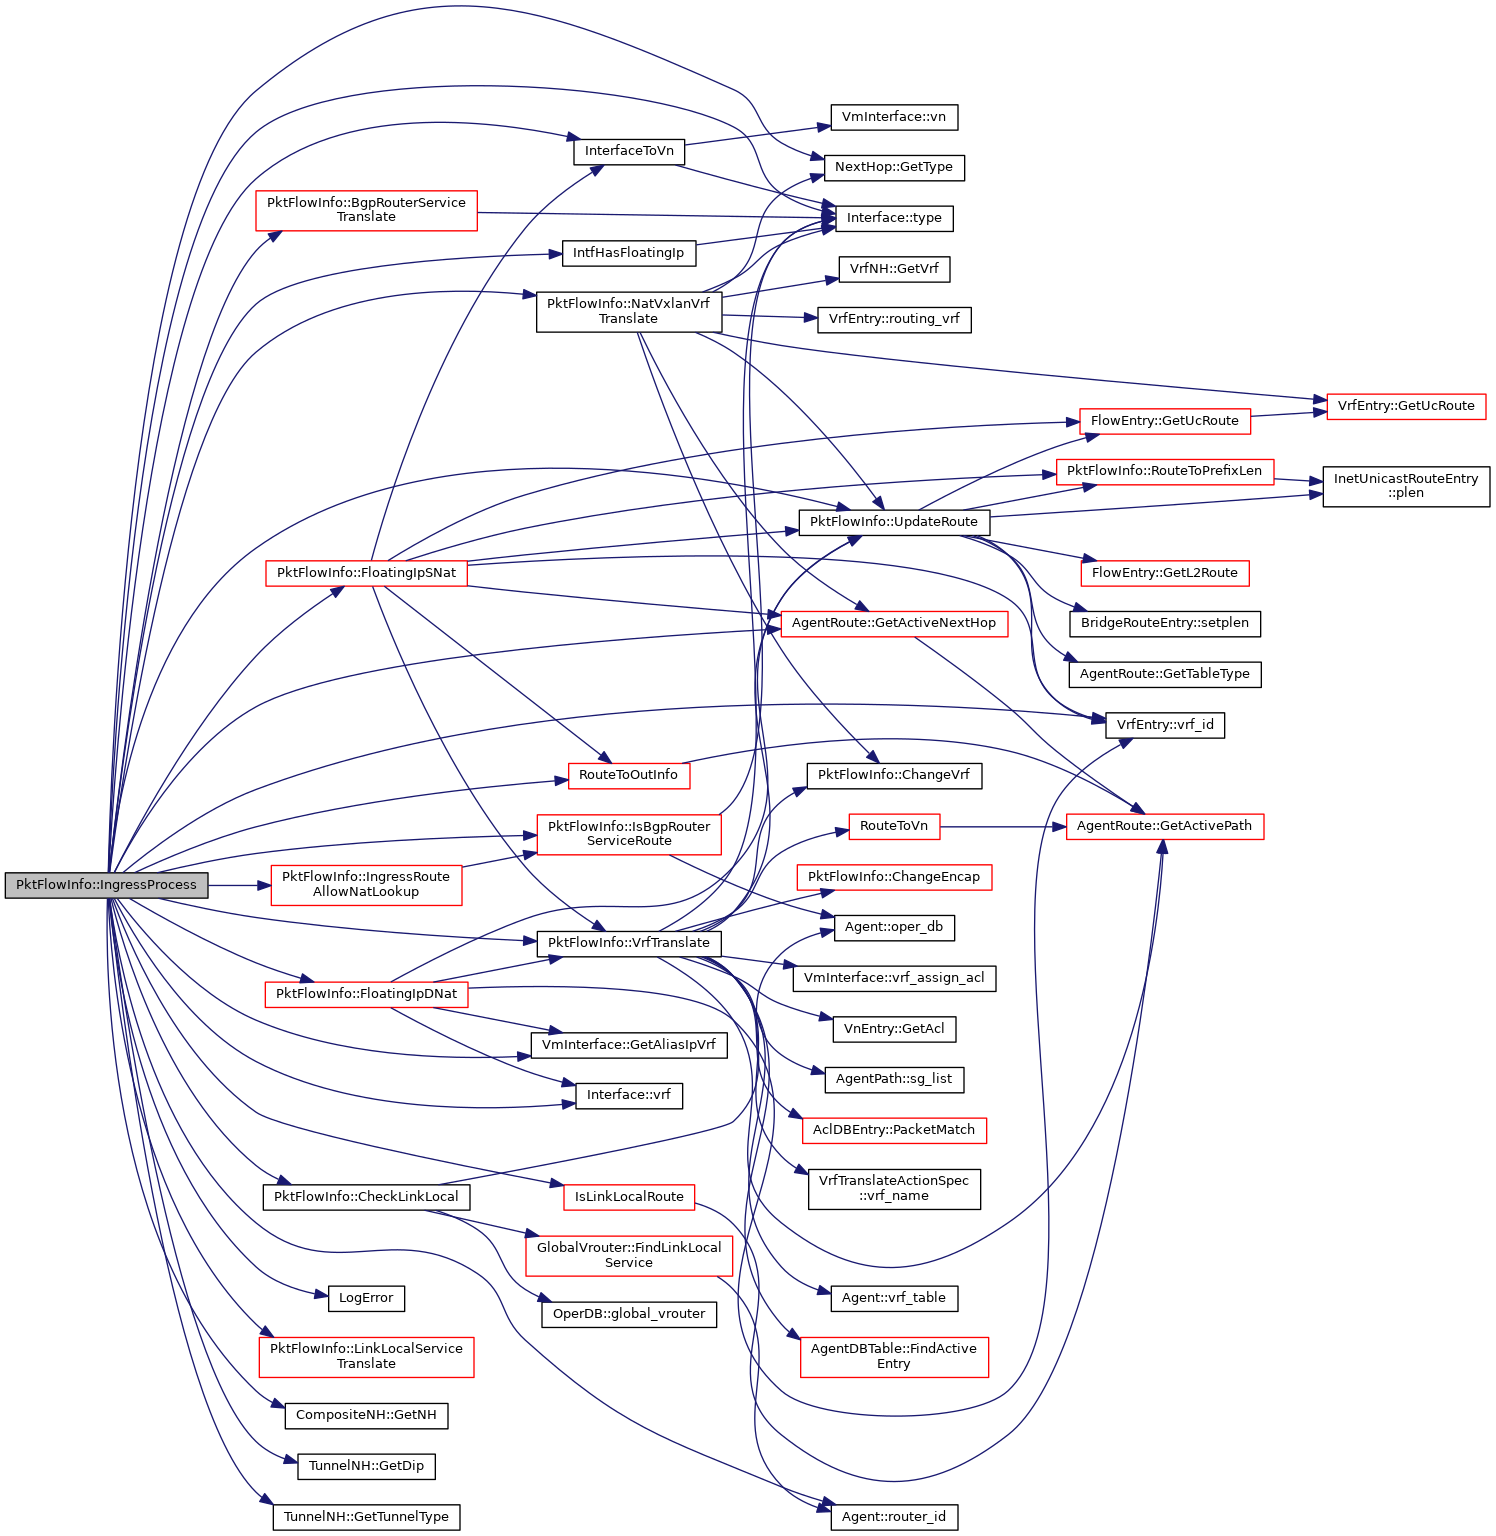 VmInterface::vn
InterfaceToVn
NextHop::GetType
PktFlowInfo::BgpRouterService
Translate
Interface::type
IntfHasFloatingIp
VrfNH::GetVrf
PktFlowInfo::NatVxlanVrf
Translate
VrfEntry::routing_vrf
VrfEntry::GetUcRoute
FlowEntry::GetUcRoute
PktFlowInfo::RouteToPrefixLen
InetUnicastRouteEntry
::plen
PktFlowInfo::UpdateRoute
PktFlowInfo::FloatingIpSNat
FlowEntry::GetL2Route
AgentRoute::GetActiveNextHop
BridgeRouteEntry::setplen
AgentRoute::GetTableType
VrfEntry::vrf_id
RouteToOutInfo
PktFlowInfo::ChangeVrf
PktFlowInfo::IsBgpRouter
ServiceRoute
RouteToVn
AgentRoute::GetActivePath
PktFlowInfo::IngressProcess
PktFlowInfo::IngressRoute
AllowNatLookup
PktFlowInfo::ChangeEncap
Agent::oper_db
PktFlowInfo::VrfTranslate
VmInterface::vrf_assign_acl
PktFlowInfo::FloatingIpDNat
VnEntry::GetAcl
VmInterface::GetAliasIpVrf
AgentPath::sg_list
Interface::vrf
AclDBEntry::PacketMatch
PktFlowInfo::CheckLinkLocal
IsLinkLocalRoute
VrfTranslateActionSpec
::vrf_name
GlobalVrouter::FindLinkLocal
Service
LogError
OperDB::global_vrouter
Agent::vrf_table
PktFlowInfo::LinkLocalService
Translate
AgentDBTable::FindActive
Entry
CompositeNH::GetNH
TunnelNH::GetDip
TunnelNH::GetTunnelType
Agent::router_id